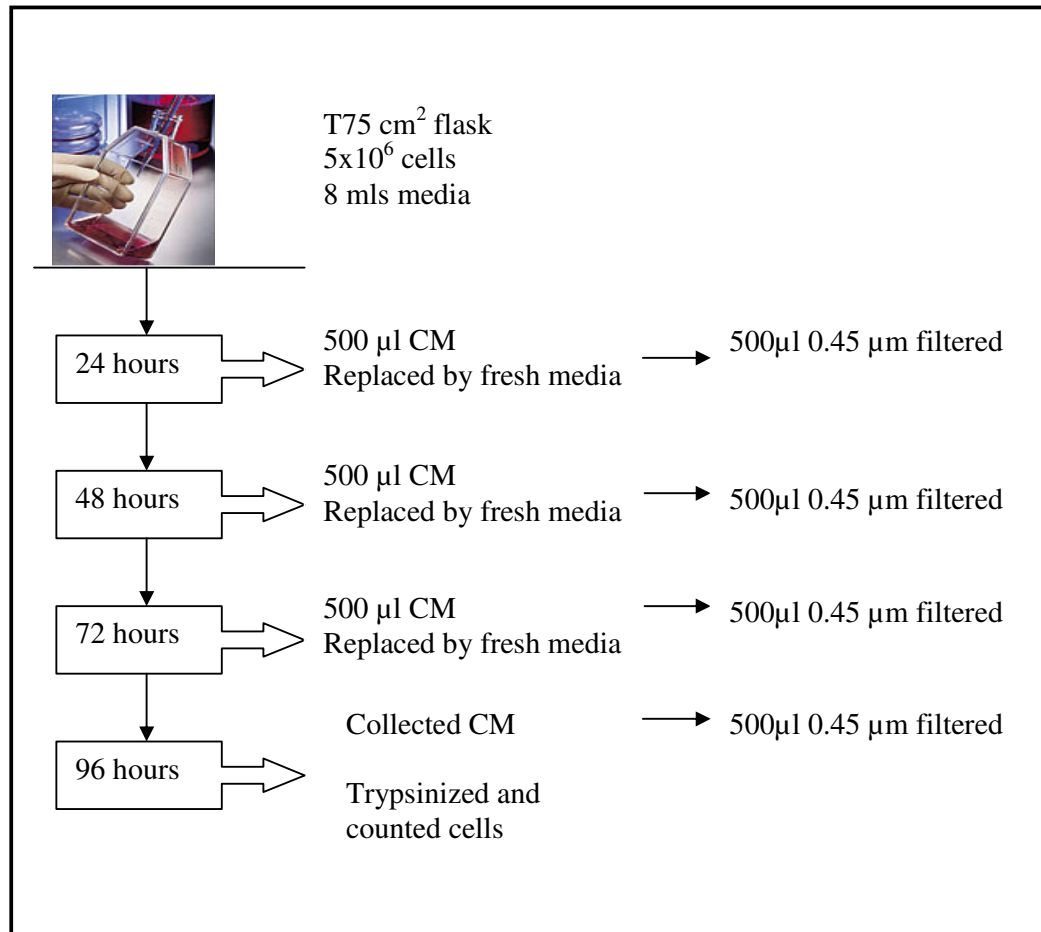 T75 cm² flask
5x10⁶ cells
8 mls media
24 hours
500 µl CM
Replaced by fresh media
500µl 0.45 µm filtered
48 hours
500 µl CM
Replaced by fresh media
500µl 0.45 µm filtered
72 hours
500 µl CM
Replaced by fresh media
500µl 0.45 µm filtered
96 hours
Collected CM
500µl 0.45 µm filtered
Trypsinized and
counted cells